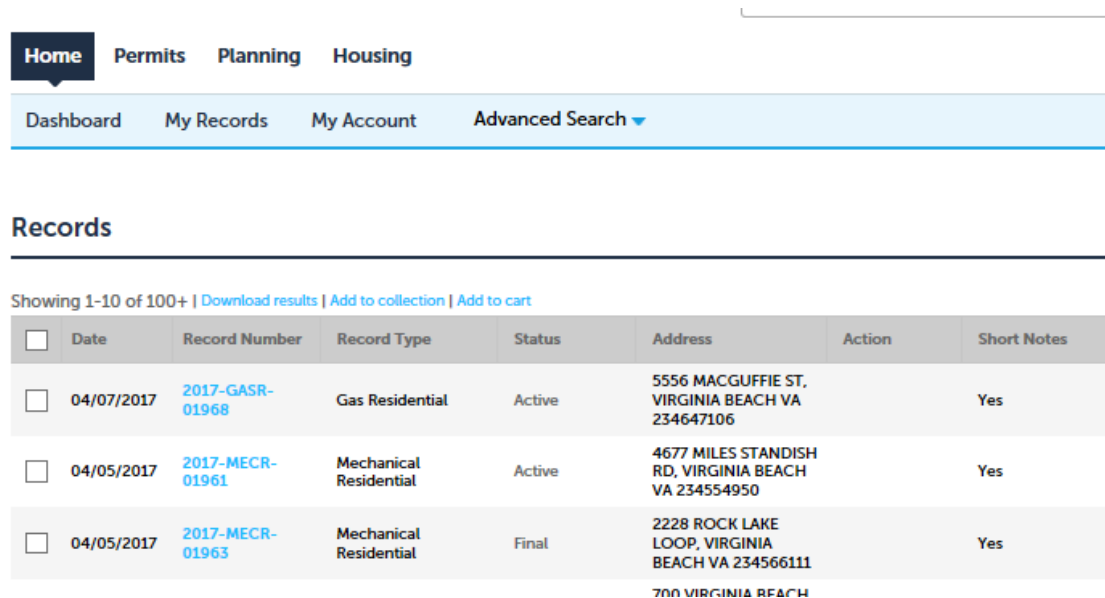 Home Permits Planning Housing
Dashboard My Records My Account Advanced Search
Records
Showing 1-10 of 100+ | Download results | Add to collection | Add to cart
Date Record Number Record Type Status Address Action Short Notes
04/07/2017 2017-GASR-01968 Gas Residential Active 5556 MACGUFFIE ST, VIRGINIA BEACH VA 234647106 Yes
04/05/2017 2017-MECR-01961 Mechanical Residential Active 4677 MILES STANDISH RD, VIRGINIA BEACH VA 234554950 Yes
04/05/2017 2017-MECR-01963 Mechanical Residential Final 2228 ROCK LAKE LOOP, VIRGINIA BEACH VA 234566111 Yes
700 VIRGINIA BEACH